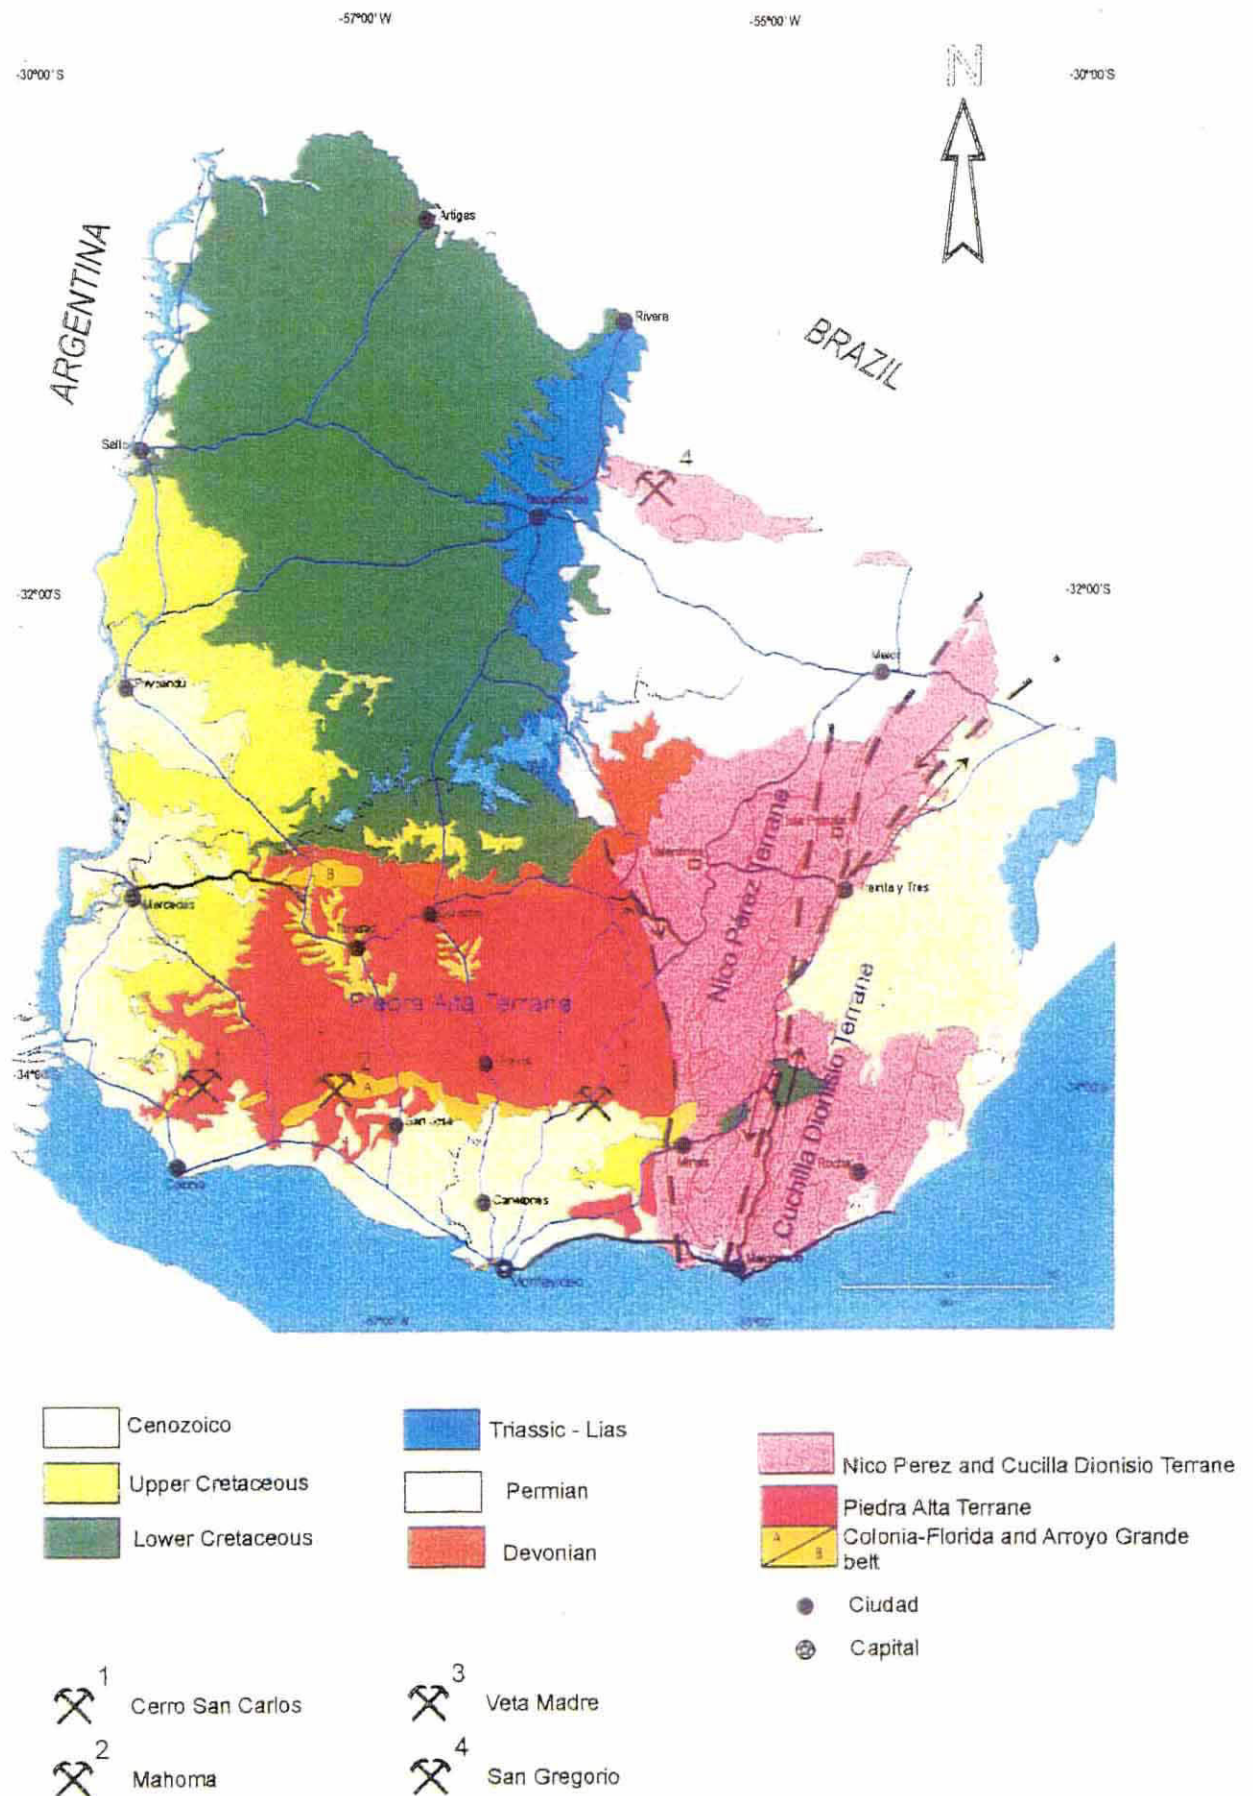 -57°00' W
-55°00' W
-30°00' S
-30°00' S
N
ARGENTINA
BRAZIL
Artigas
Rivera
Salto
4
-32°00'S
-32°00'S
Melo
Paysandu
Nico Perez Terrane
B
Mercedes
Treinta y Tres
Piedra Alta Terrane
Cuchilla Dionisio Terrane
1
2
3
A
San Jose
Minas
Rocha
Canelones
Montevideo
Cenozoico
Upper Cretaceous
Lower Cretaceous
Triassic - Lias
Permian
Devonian
Nico Perez and Cucilla Dionisio Terrane
Piedra Alta Terrane
A
B
Colonia-Florida and Arroyo Grande
belt
Ciudad
Capital
1
Cerro San Carlos
2
Mahoma
3
Veta Madre
4
San Gregorio